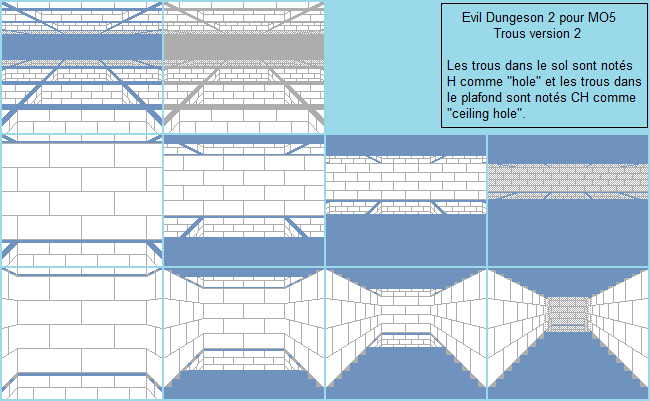 Evil Dungeson 2 pour MO5
Trous version 2
Les trous dans le sol sont notés
H comme "hole" et les trous dans
le plafond sont notés CH comme
"ceiling hole".